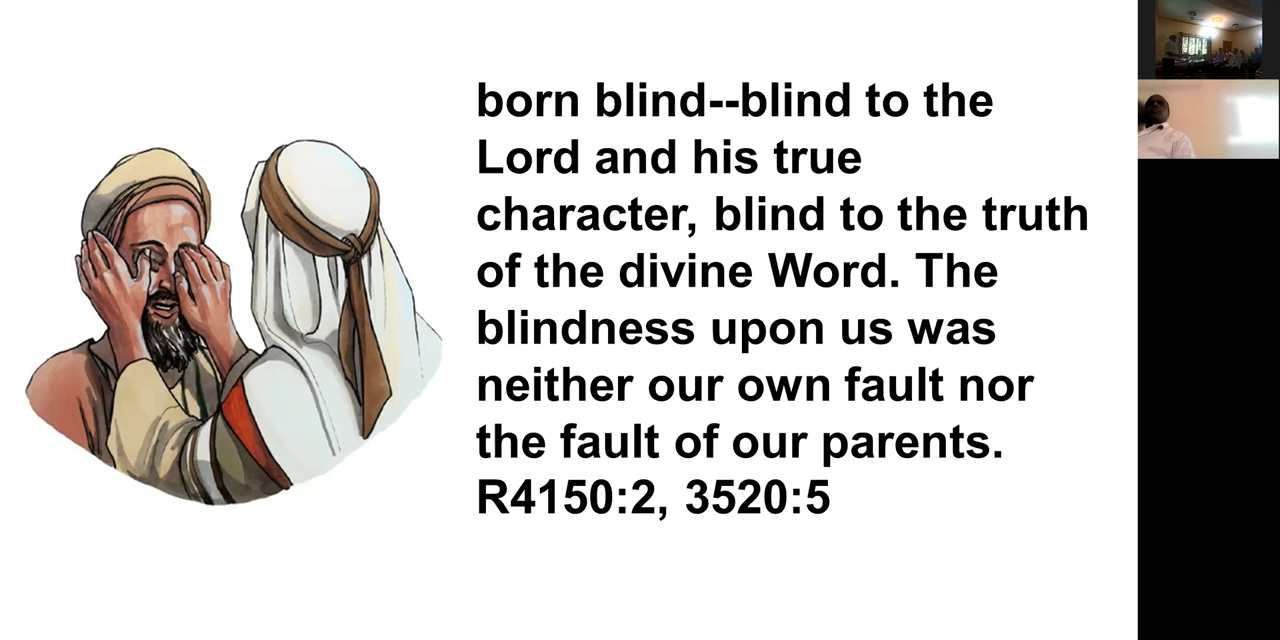 born blind--blind to the
Lord and his true
character, blind to the truth
of the divine Word. The
blindness upon us was
neither our own fault nor
the fault of our parents.
R4150:2, 3520:5